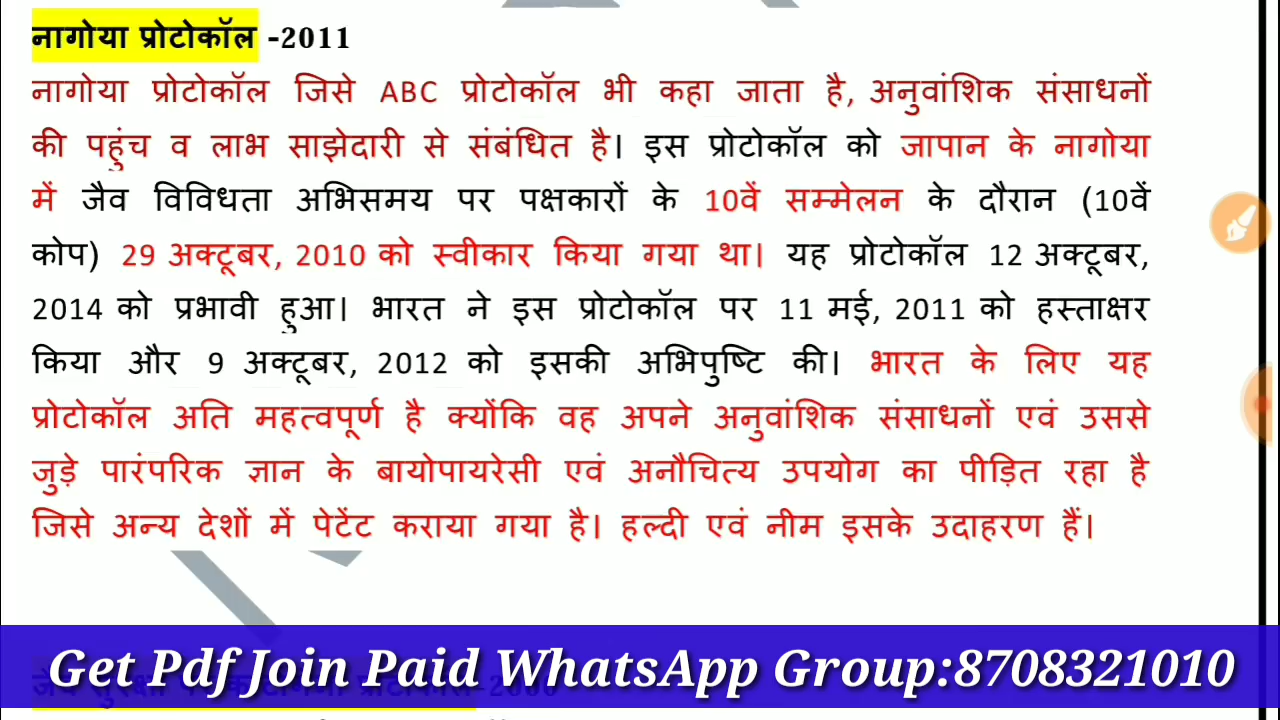 नागोया प्रोटोकॉल -2011
नागोया प्रोटोकॉल जिसे ABC प्रोटोकॉल भी कहा जाता है, अनुवांशिक संसाधनों
की पहुंच व लाभ साझेदारी से संबंधित है। इस प्रोटोकॉल को जापान के नागोया
में जैव विविधता अभिसमय पर पक्षकारों के 10वें सम्मेलन के दौरान (10वें
कोप) 29 अक्टूबर, 2010 को स्वीकार किया गया था। यह प्रोटोकॉल 12 अक्टूबर,
2014 को प्रभावी हुआ। भारत ने इस प्रोटोकॉल पर 11 मई, 2011 को हस्ताक्षर
किया और 9 अक्टूबर, 2012 को इसकी अभिपुष्टि की। भारत के लिए यह
प्रोटोकॉल अति महत्वपूर्ण है क्योंकि वह अपने अनुवांशिक संसाधनों एवं उससे
जुड़े पारंपरिक ज्ञान के बायोपायरेसी एवं अनौचित्य उपयोग का पीड़ित रहा है
जिसे अन्य देशों में पेटेंट कराया गया है। हल्दी एवं नीम इसके उदाहरण हैं।
Get Pdf Join Paid WhatsApp Group:8708321010